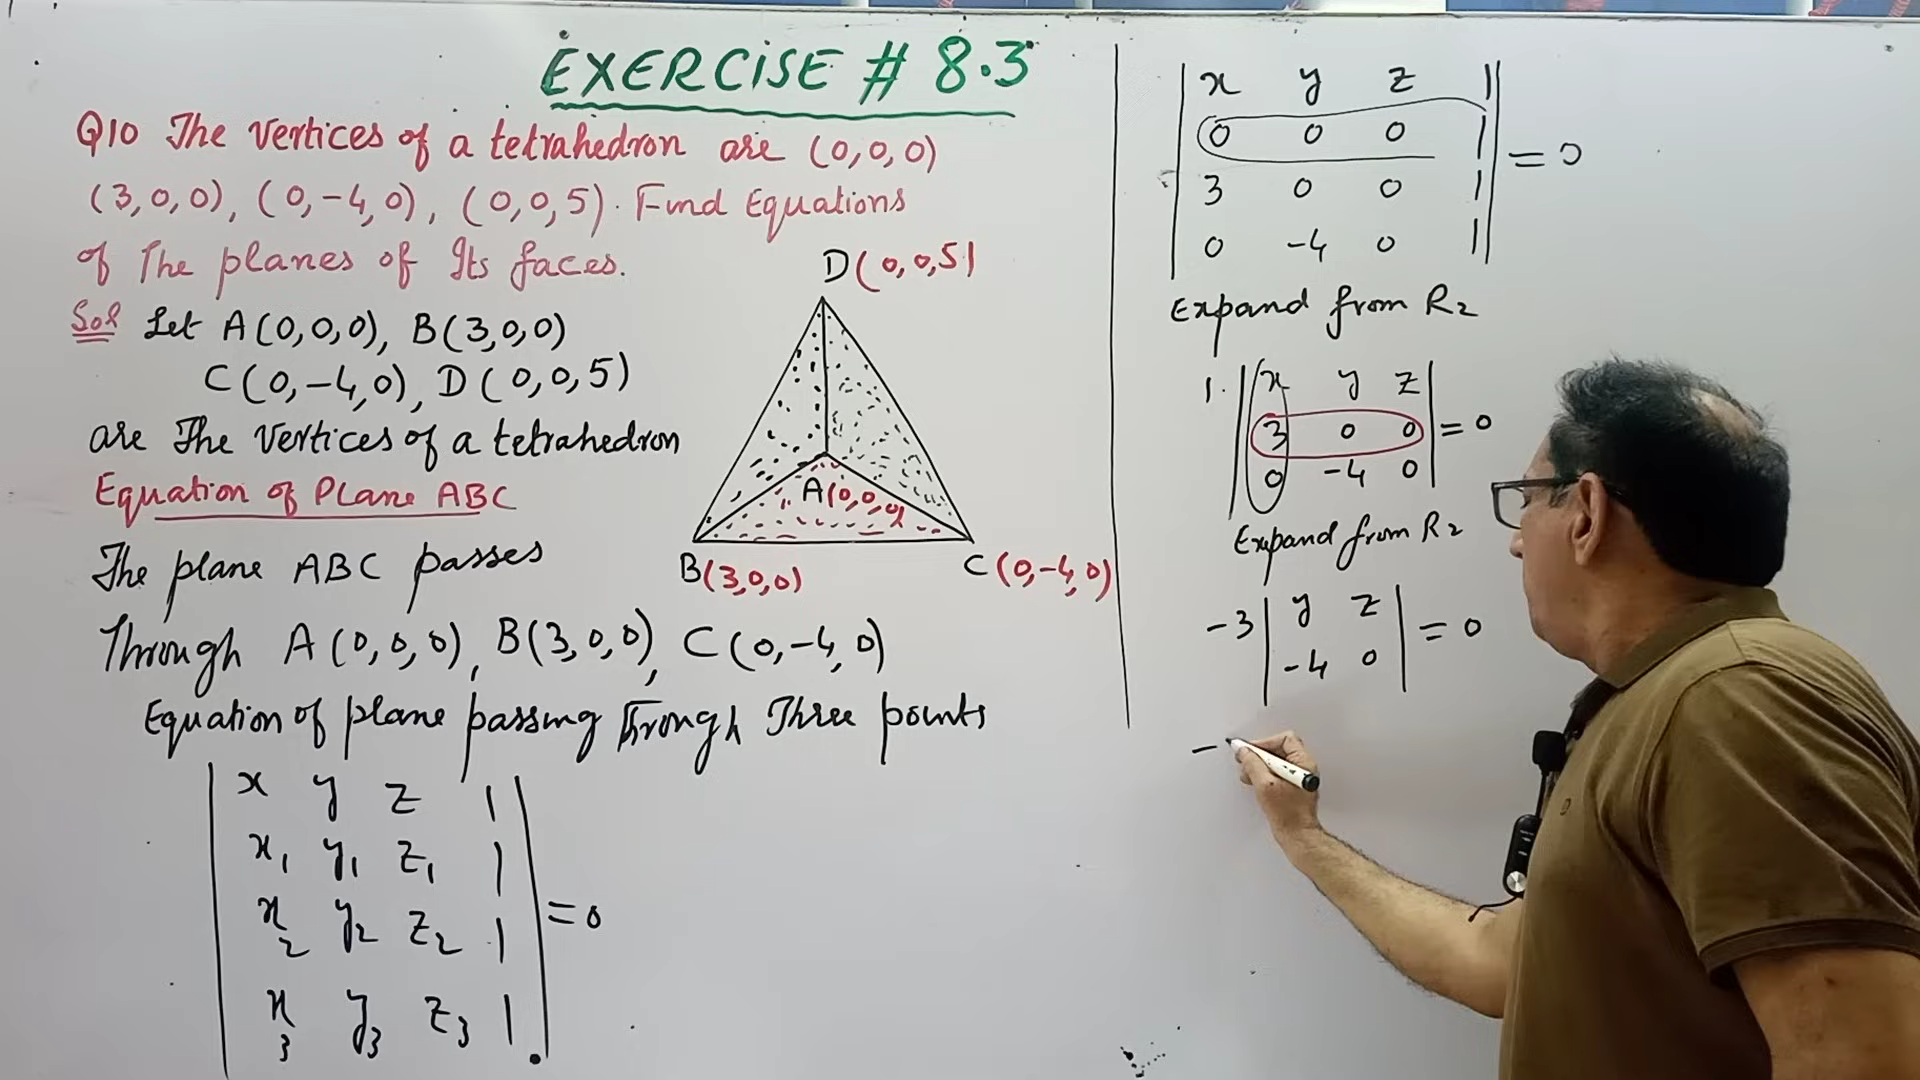 EXERCISE # 8.3
Q10 The vertices of a tetrahedron are (0,0,0)
(3,0,0), (0,-4,0), (0,0,5). Find Equations
of The planes of Its faces.
Sol Let A(0,0,0), B(3,0,0)
C(0,-4,0), D(0,0,5)
are The vertices of a tetrahedron
Equation of Plane ABC
The plane ABC passes
Through A(0,0,0), B(3,0,0), C(0,-4,0)
Equation of plane passing Through Three points
x y z 1
x1 y1 z1 1
x2 y2 z2 1 = 0
x3 y3 z3 1
D(0,0,5)
A(0,0,0)
B(3,0,0)
C(0,-4,0)
x y z 1
0 0 0 1
3 0 0 1 = 0
0 -4 0 1
Expand from R2
1. x y z
3 0 0 = 0
0 -4 0
Expand from R2
-3 y z = 0
-4 0
-